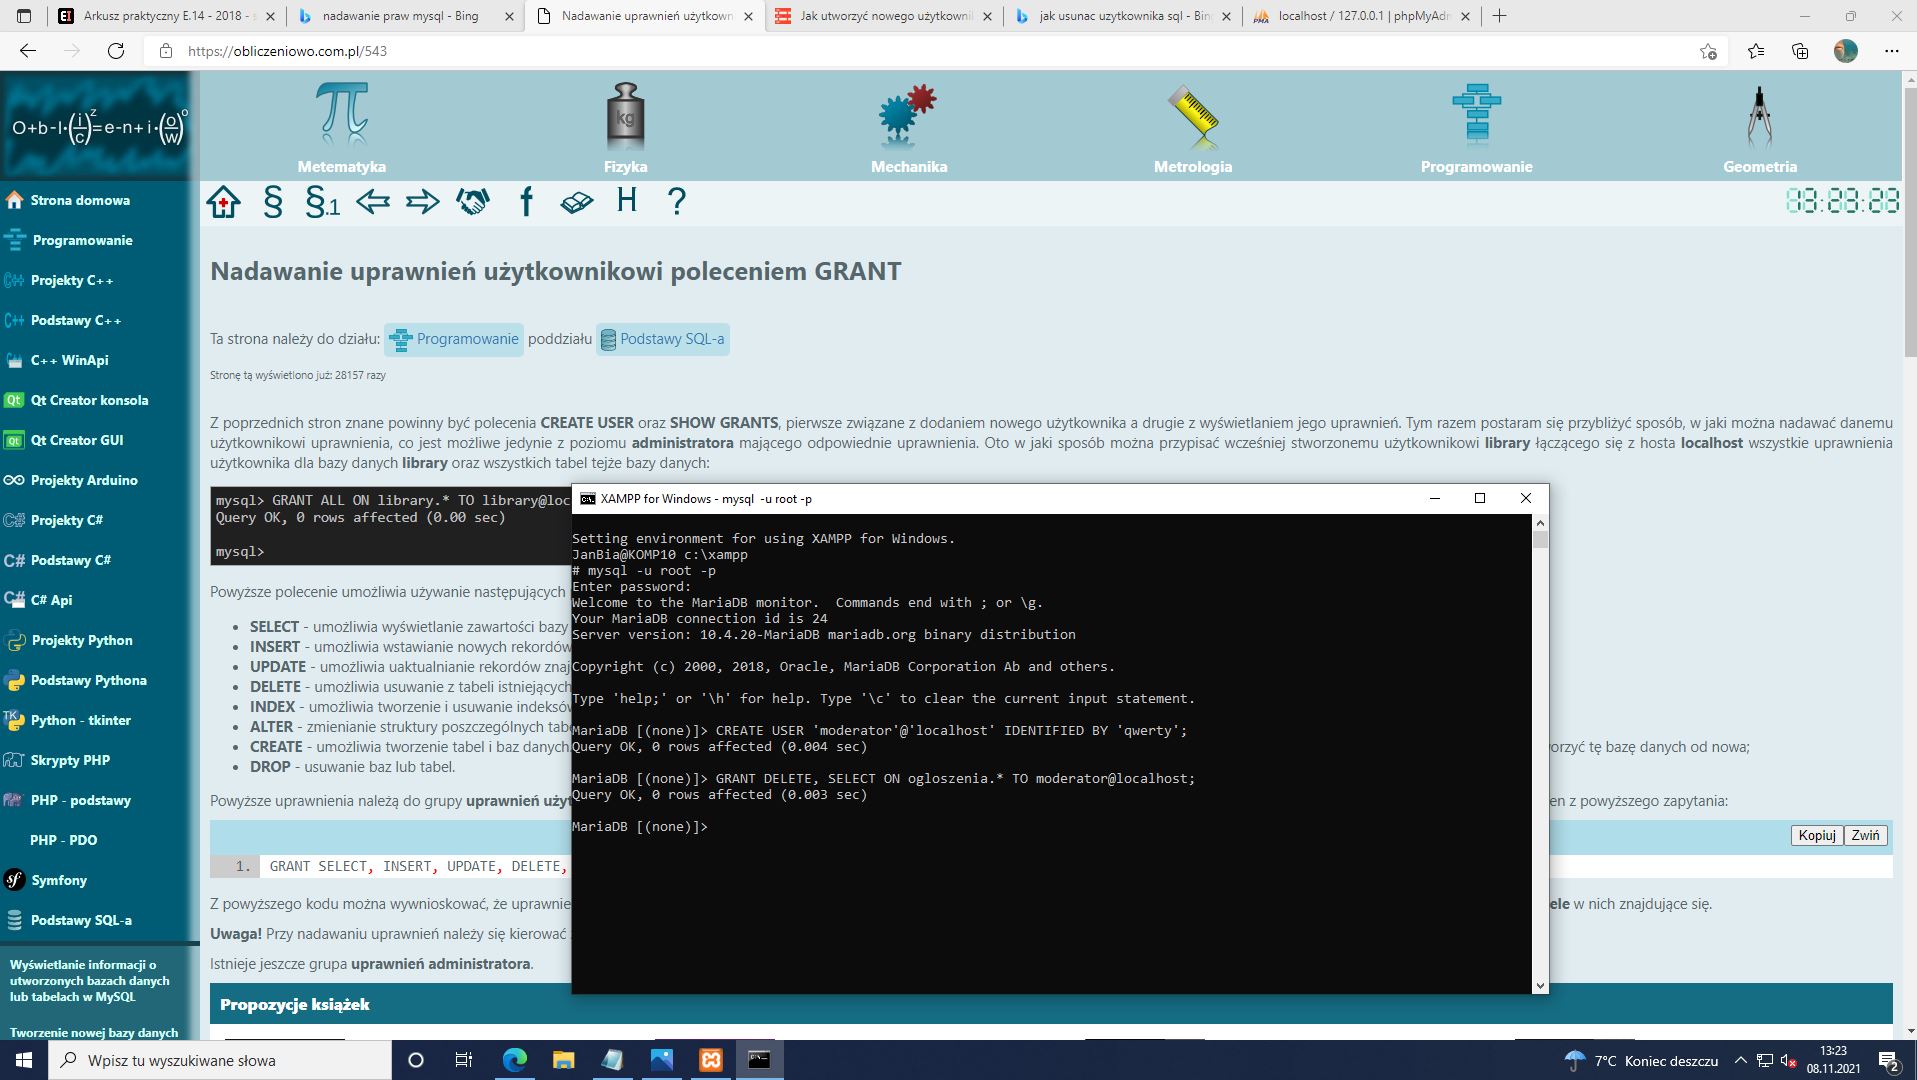 Arkusz praktyczny E.14 - 2018 - s
nadawanie praw mysql - Bing
Nadawanie uprawnień użytkown
Jak utworzyć nowego użytkowni
jak usunac uzytkownika sql - Bing
localhost / 127.0.0.1 | phpMyAdm
https://obliczeniowo.com.pl/543
O+b-l·(i/c)^z=e-n+i·(o/w)^o
Metematyka
Fizyka
Mechanika
Metrologia
Programowanie
Geometria
kg
§ §.1 f H ?
13:23:23
Strona domowa
Programowanie
Projekty C++
Podstawy C++
C++ WinApi
Qt Creator konsola
Qt Creator GUI
Projekty Arduino
Projekty C#
Podstawy C#
C# Api
Projekty Python
Podstawy Pythona
Python - tkinter
Skrypty PHP
PHP - podstawy
PHP - PDO
Symfony
Podstawy SQL-a
Wyświetlanie informacji o
utworzonych bazach danych
lub tabelach w MySQL
Tworzenie nowej bazy danych
Nadawanie uprawnień użytkownikowi poleceniem GRANT
Ta strona należy do działu: Programowanie poddziału Podstawy SQL-a
Stronę tą wyświetlono już: 28157 razy
Z poprzednich stron znane powinny być polecenia CREATE USER oraz SHOW GRANTS, pierwsze związane z dodaniem nowego użytkownika a drugie z wyświetlaniem jego uprawnień. Tym razem postaram się przybliżyć sposób, w jaki można nadawać danemu
użytkownikowi uprawnienia, co jest możliwe jedynie z poziomu administratora mającego odpowiednie uprawnienia. Oto w jaki sposób można przypisać wcześniej stworzonemu użytkownikowi library łączącego się z hosta localhost wszystkie uprawnienia
użytkownika dla bazy danych library oraz wszystkich tabel tejże bazy danych:
mysql> GRANT ALL ON library.* TO library@loc
Query OK, 0 rows affected (0.00 sec)
mysql>
Powyższe polecenie umożliwia używanie następujących
SELECT - umożliwia wyświetlanie zawartości bazy
INSERT - umożliwia wstawianie nowych rekordów
UPDATE - umożliwia uaktualnianie rekordów znaj
DELETE - umożliwia usuwanie z tabeli istniejących
INDEX - umożliwia tworzenie i usuwanie indeksów
ALTER - zmienianie struktury poszczególnych tabe
CREATE - umożliwia tworzenie tabel i baz danych. worzyć tę bazę danych od nowa;
DROP - usuwanie baz lub tabel.
Powyższe uprawnienia należą do grupy uprawnień użyt en z powyższego zapytania:
Kopiuj Zwiń
1. GRANT SELECT, INSERT, UPDATE, DELETE,
Z powyższego kodu można wywnioskować, że uprawnie ele w nich znajdujące się.
Uwaga! Przy nadawaniu uprawnień należy się kierować
Istnieje jeszcze grupa uprawnień administratora.
Propozycje książek
XAMPP for Windows - mysql -u root -p
Setting environment for using XAMPP for Windows.
JanBia@KOMP10 c:\xampp
# mysql -u root -p
Enter password:
Welcome to the MariaDB monitor.  Commands end with ; or \g.
Your MariaDB connection id is 24
Server version: 10.4.20-MariaDB mariadb.org binary distribution
Copyright (c) 2000, 2018, Oracle, MariaDB Corporation Ab and others.
Type 'help;' or '\h' for help. Type '\c' to clear the current input statement.
MariaDB [(none)]> CREATE USER 'moderator'@'localhost' IDENTIFIED BY 'qwerty';
Query OK, 0 rows affected (0.004 sec)
MariaDB [(none)]> GRANT DELETE, SELECT ON ogloszenia.* TO moderator@localhost;
Query OK, 0 rows affected (0.003 sec)
MariaDB [(none)]>
Wpisz tu wyszukiwane słowa
7°C Koniec deszczu
13:23
08.11.2021
2